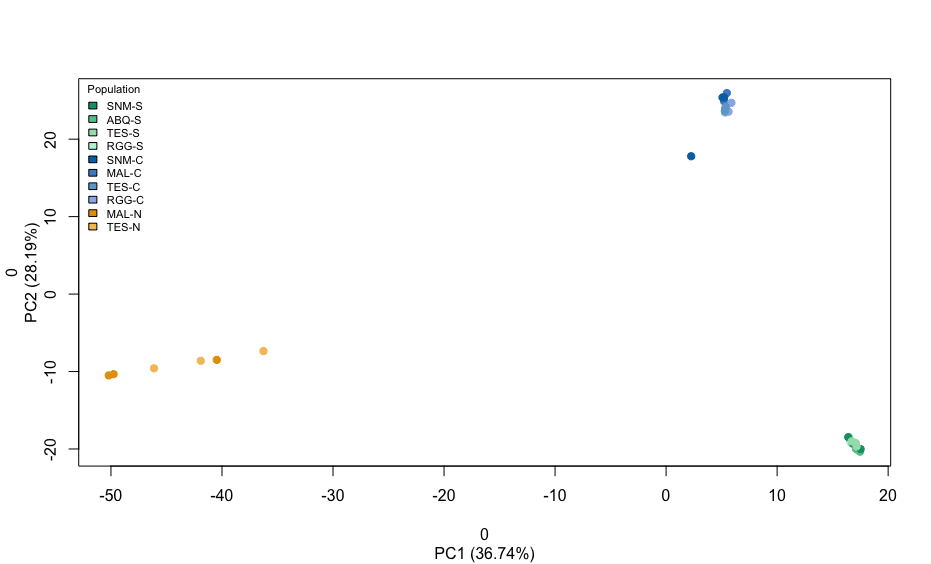 Population
SNM-S
ABQ-S
TES-S
RGG-S
SNM-C
MAL-C
TES-C
RGG-C
MAL-N
TES-N
20
10
0
-10
-20
0
PC2 (28.19%)
-50
-40
-30
-20
-10
0
10
20
0
PC1 (36.74%)